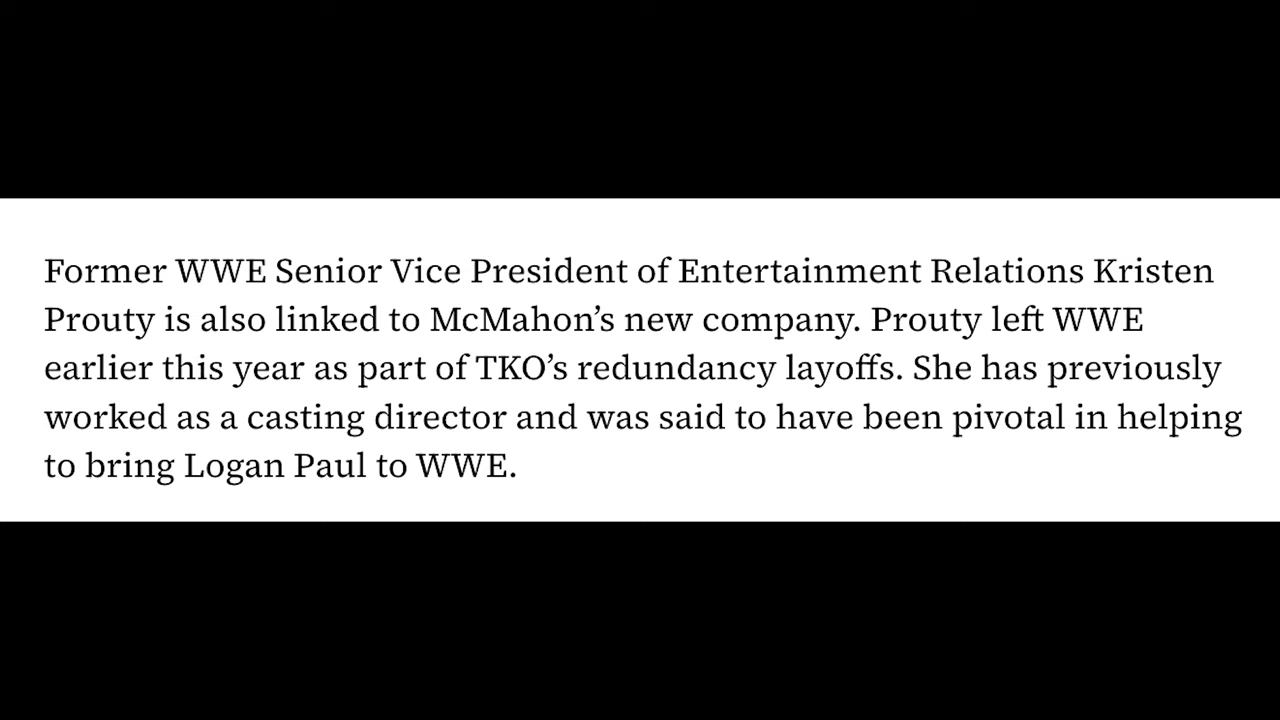 Former WWE Senior Vice President of Entertainment Relations Kristen
Prouty is also linked to McMahon’s new company. Prouty left WWE
earlier this year as part of TKO’s redundancy layoffs. She has previously
worked as a casting director and was said to have been pivotal in helping
to bring Logan Paul to WWE.